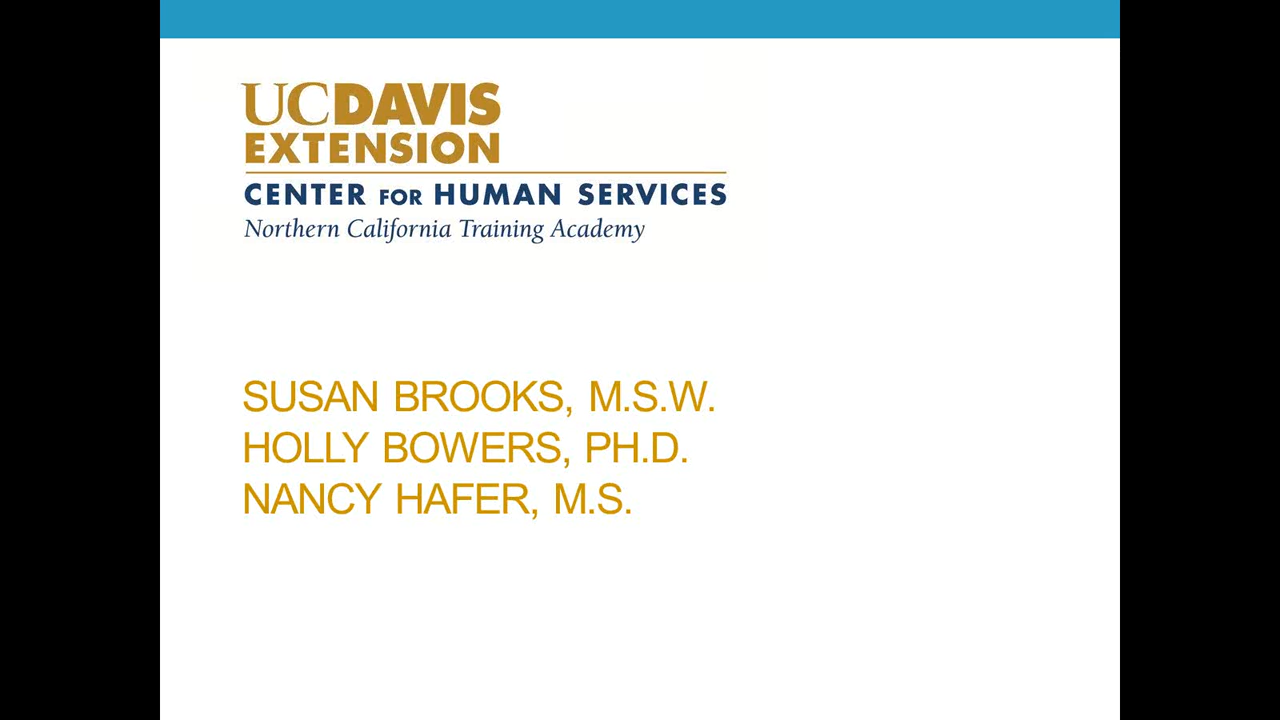 UCDAVIS
EXTENSION
CENTER FOR HUMAN SERVICES
Northern California Training Academy
SUSAN BROOKS, M.S.W.
HOLLY BOWERS, PH.D.
NANCY HAFER, M.S.